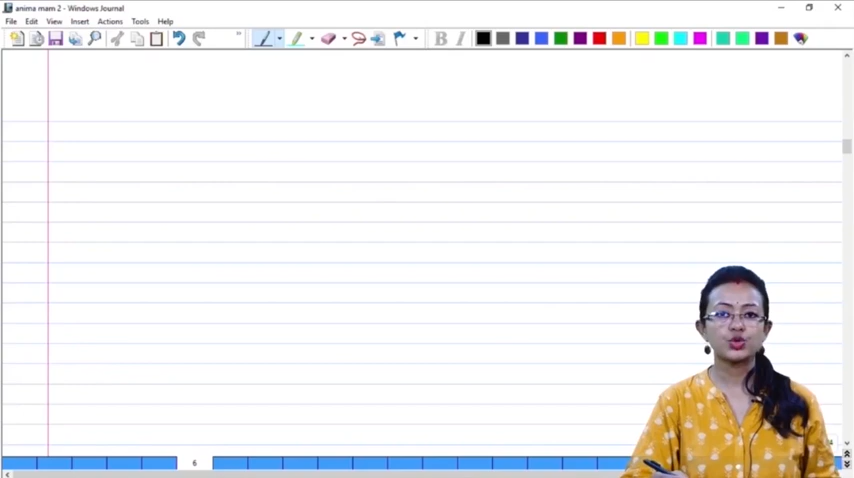 anima mam 2 - Windows Journal
File Edit View Insert Actions Tools Help
B I
6